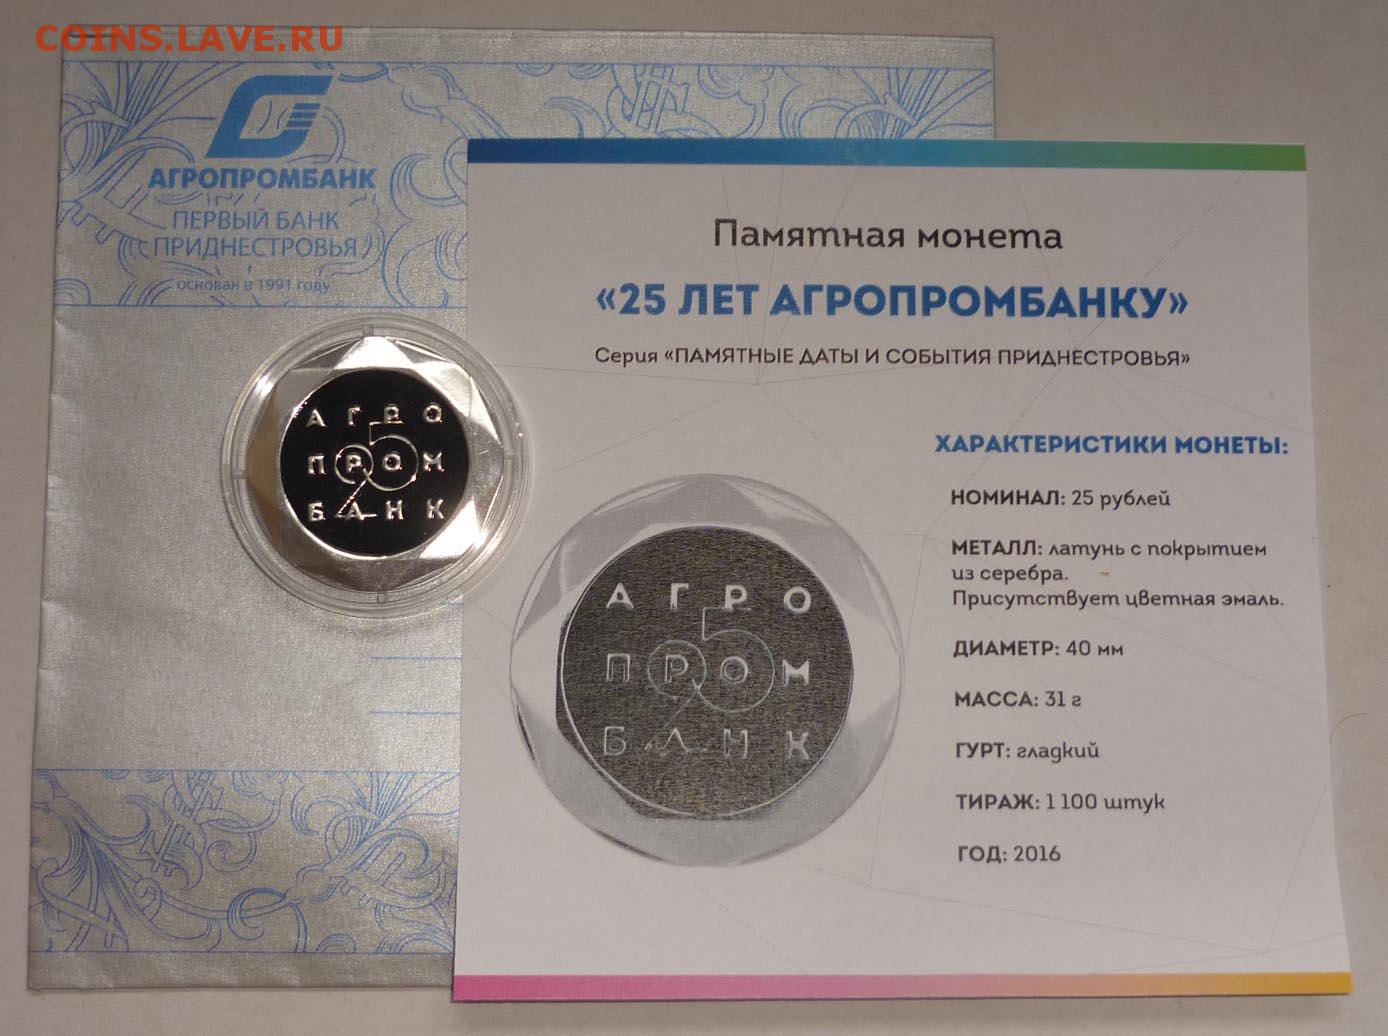 COINS.LAVE.RU
АГРОПРОМБАНК
ПЕРВЫЙ БАНК
ПРИДНЕСТРОВЬЯ
основан в 1991 году
АГРО
ПРОМ
БАНК
25
Памятная монета
«25 ЛЕТ АГРОПРОМБАНКУ»
Серия «ПАМЯТНЫЕ ДАТЫ И СОБЫТИЯ ПРИДНЕСТРОВЬЯ»
ХАРАКТЕРИСТИКИ МОНЕТЫ:
НОМИНАЛ: 25 рублей
МЕТАЛЛ: латунь с покрытием
из серебра.
Присутствует цветная эмаль.
ДИАМЕТР: 40 мм
МАССА: 31 г
ГУРТ: гладкий
ТИРАЖ: 1 100 штук
ГОД: 2016
АГРО
ПРОМ
БАНК
25